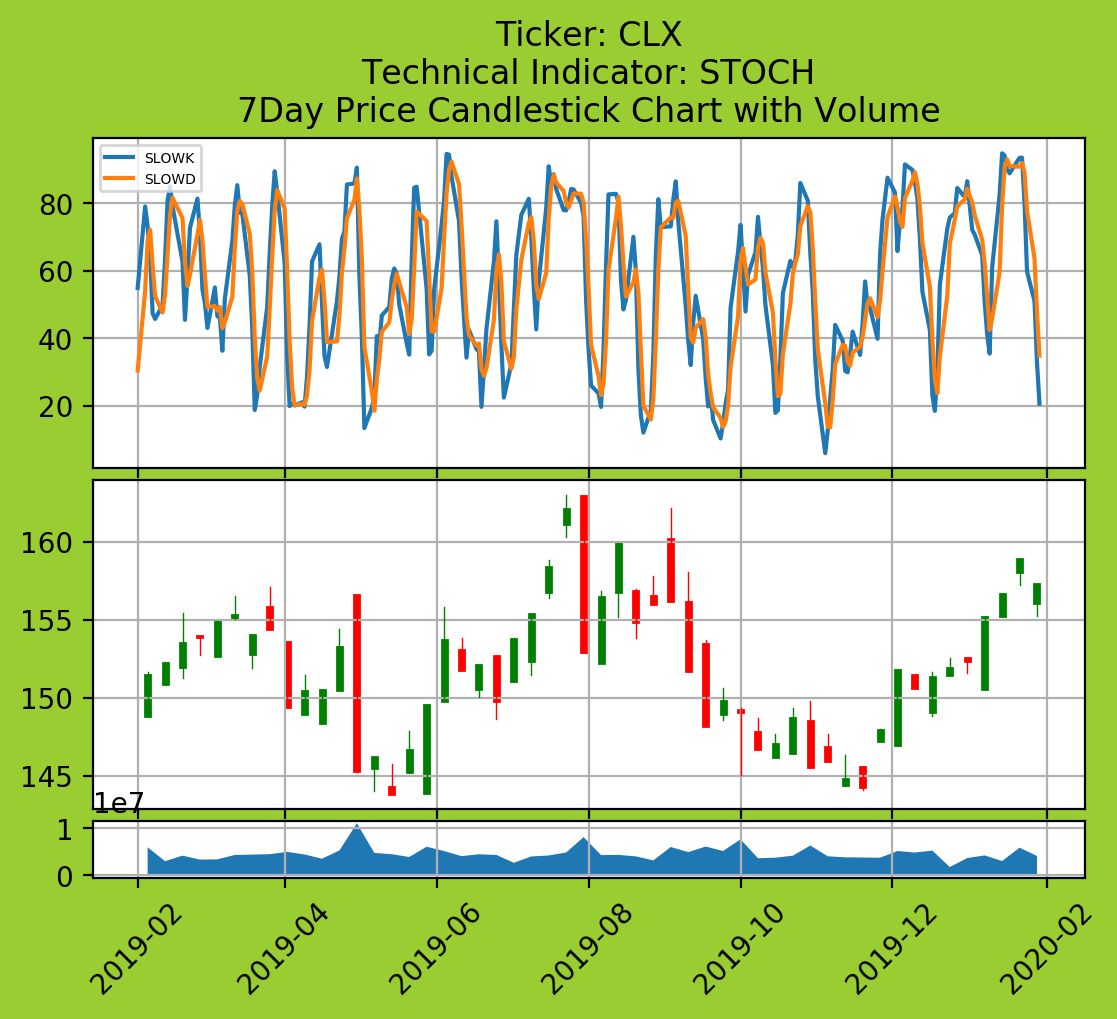 Ticker: CLX
Technical Indicator: STOCH
7Day Price Candlestick Chart with Volume
SLOWK
SLOWD
80
60
40
20
160
155
150
145
1e7
1
0
2019-02
2019-04
2019-06
2019-08
2019-10
2019-12
2020-02